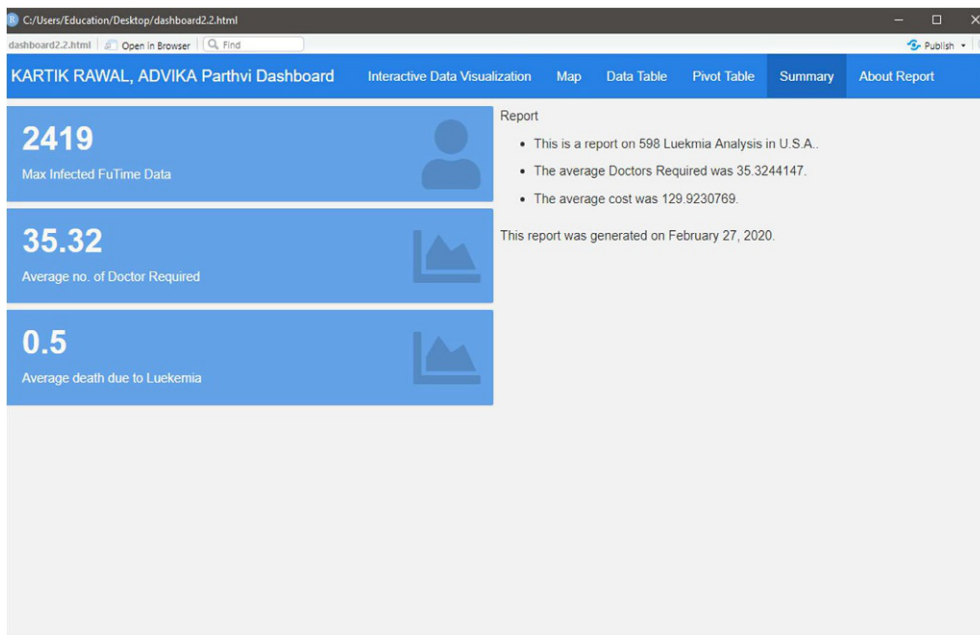 C:/Users/Education/Desktop/dashboard2.2.html
dashboard2.2.html Open in Browser Find Publish
KARTIK RAWAL, ADVIKA Parthvi Dashboard Interactive Data Visualization Map Data Table Pivot Table Summary About Report
2419
Max Infected FuTime Data
35.32
Average no. of Doctor Required
0.5
Average death due to Luekemia
Report
• This is a report on 598 Luekmia Analysis in U.S.A..
• The average Doctors Required was 35.3244147.
• The average cost was 129.9230769.
This report was generated on February 27, 2020.